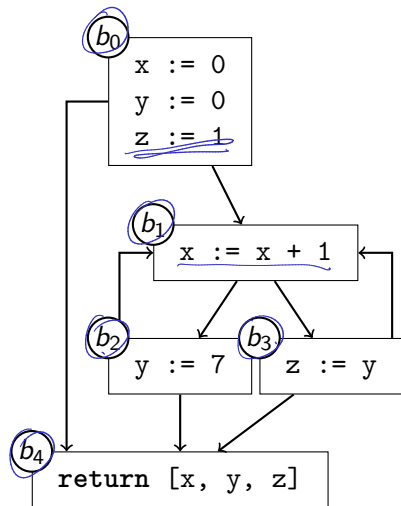 b0
x := 0
y := 0
z := 1
b1
x := x + 1
b2
y := 7
b3
z := y
b4
return [x, y, z]